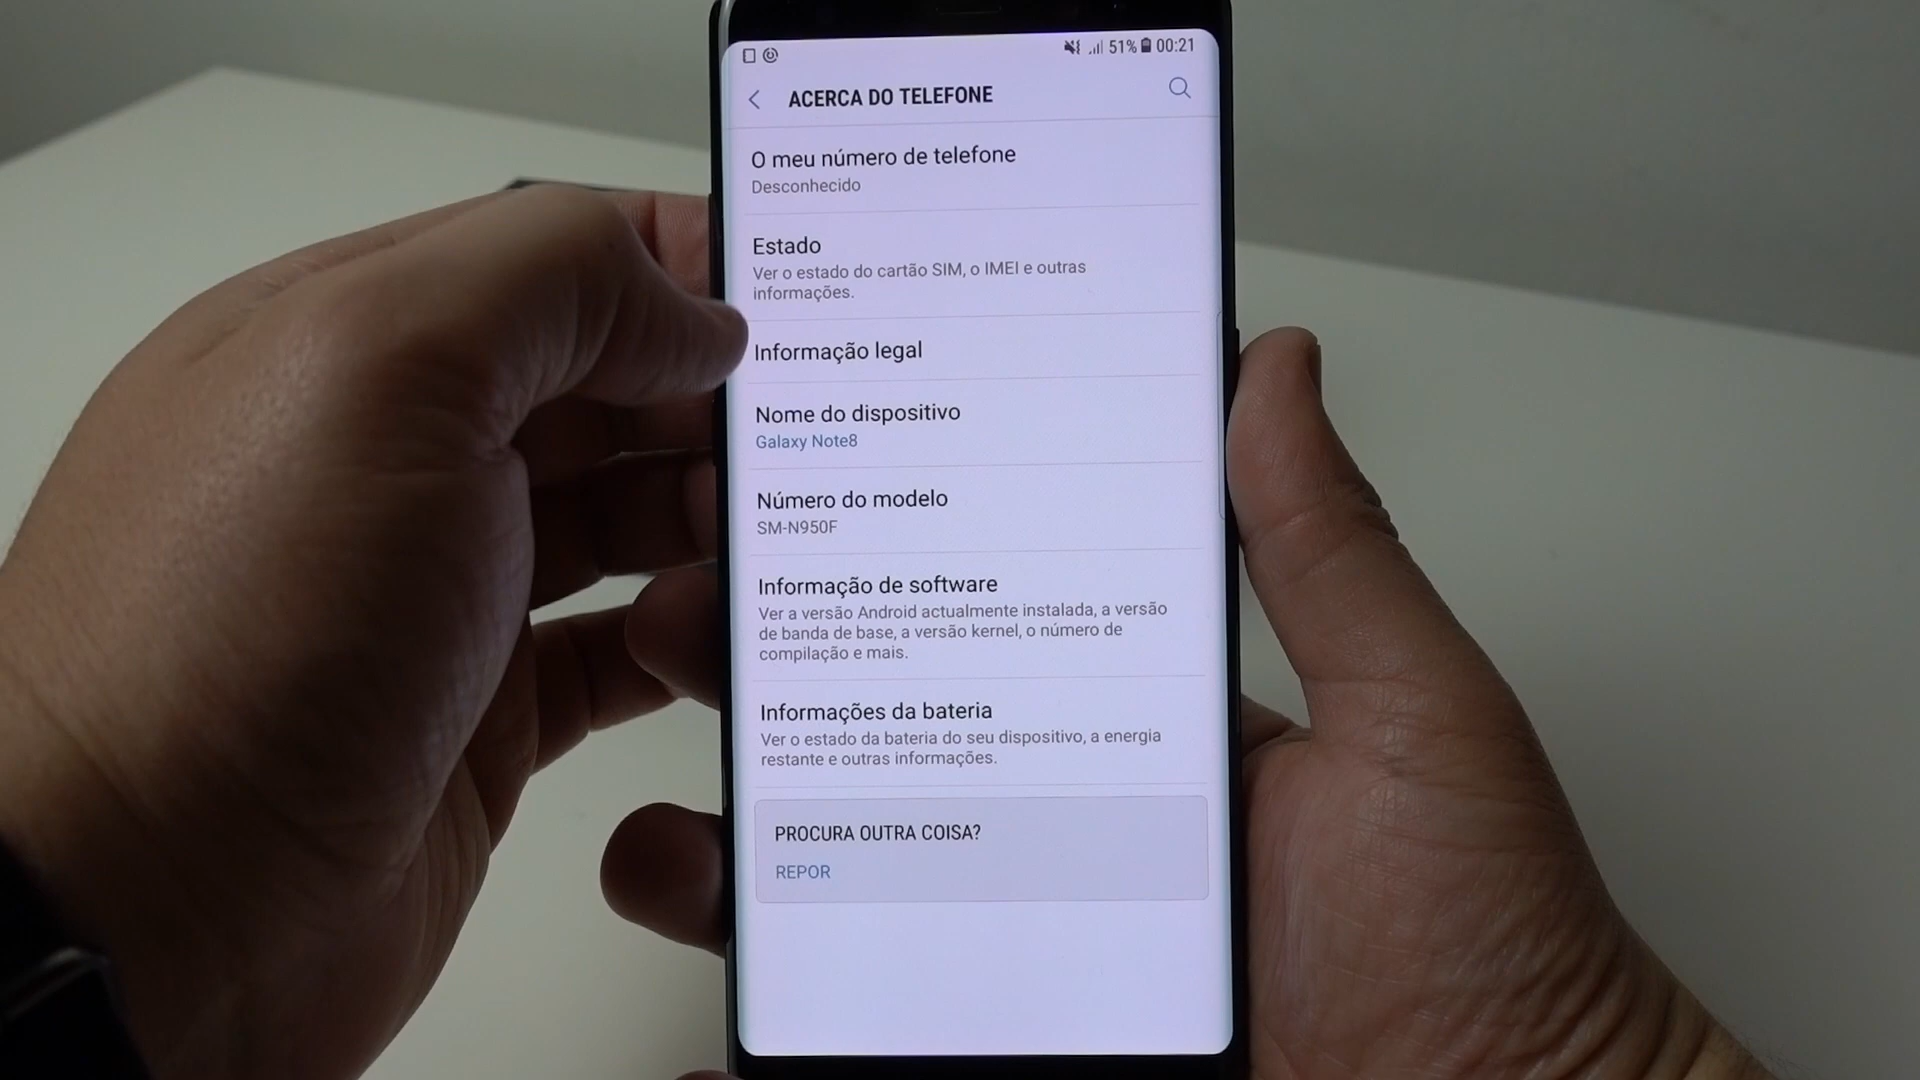 51% 00:21
ACERCA DO TELEFONE
O meu número de telefone
Desconhecido
Estado
Ver o estado do cartão SIM, o IMEI e outras
informações.
Informação legal
Nome do dispositivo
Galaxy Note8
Número do modelo
SM-N950F
Informação de software
Ver a versão Android actualmente instalada, a versão
de banda de base, a versão kernel, o número de
compilação e mais.
Informações da bateria
Ver o estado da bateria do seu dispositivo, a energia
restante e outras informações.
PROCURA OUTRA COISA?
REPOR